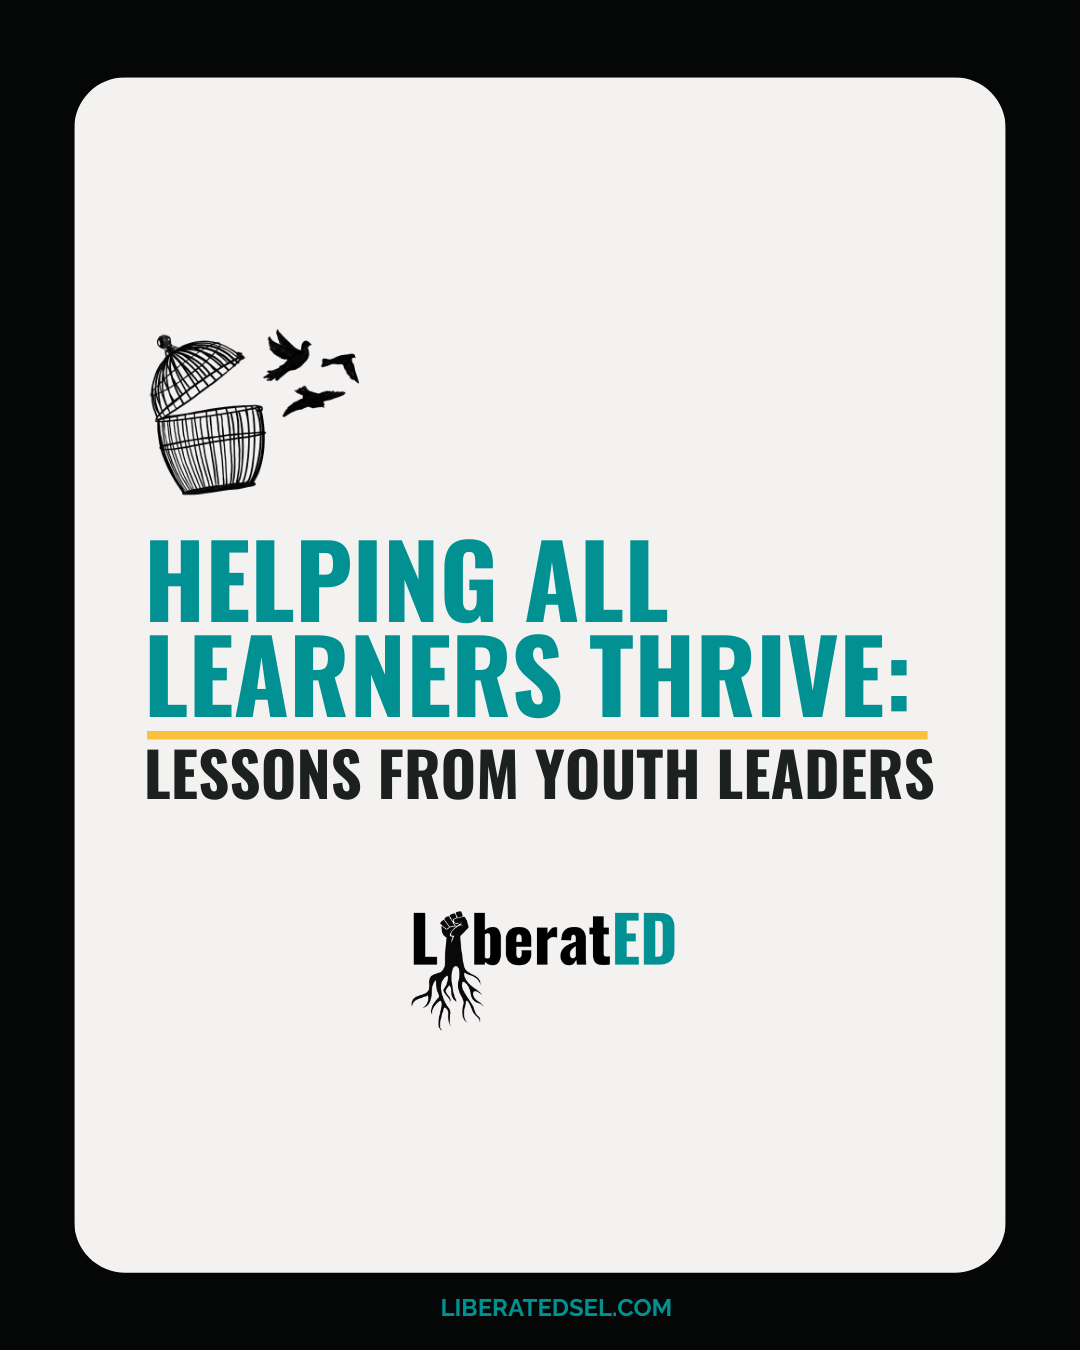 HELPING ALL
LEARNERS THRIVE:
LESSONS FROM YOUTH LEADERS
LiberatED
LIBERATEDSEL.COM